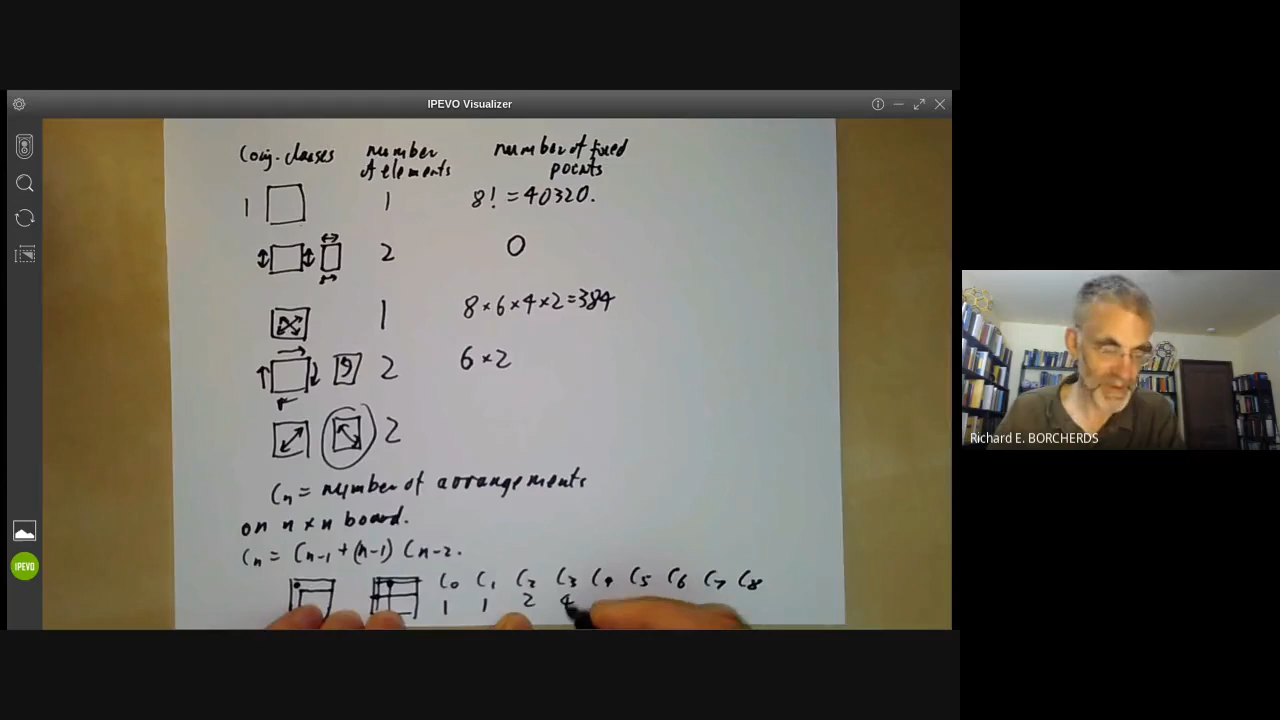 IPEVO Visualizer
Conj. classes number of elements number of fixed points
1 1 8! = 40320.
2 0
1 8 × 6 × 4 × 2 = 384
2 6 × 2
2
Cn = number of arrangements
on n × n board.
Cn = Cn-1 + (n-1) Cn-2.
C0 C1 C2 C3 C4 C5 C6 C7 C8
1 1 2 4
Richard E. BORCHERDS
IPEVO